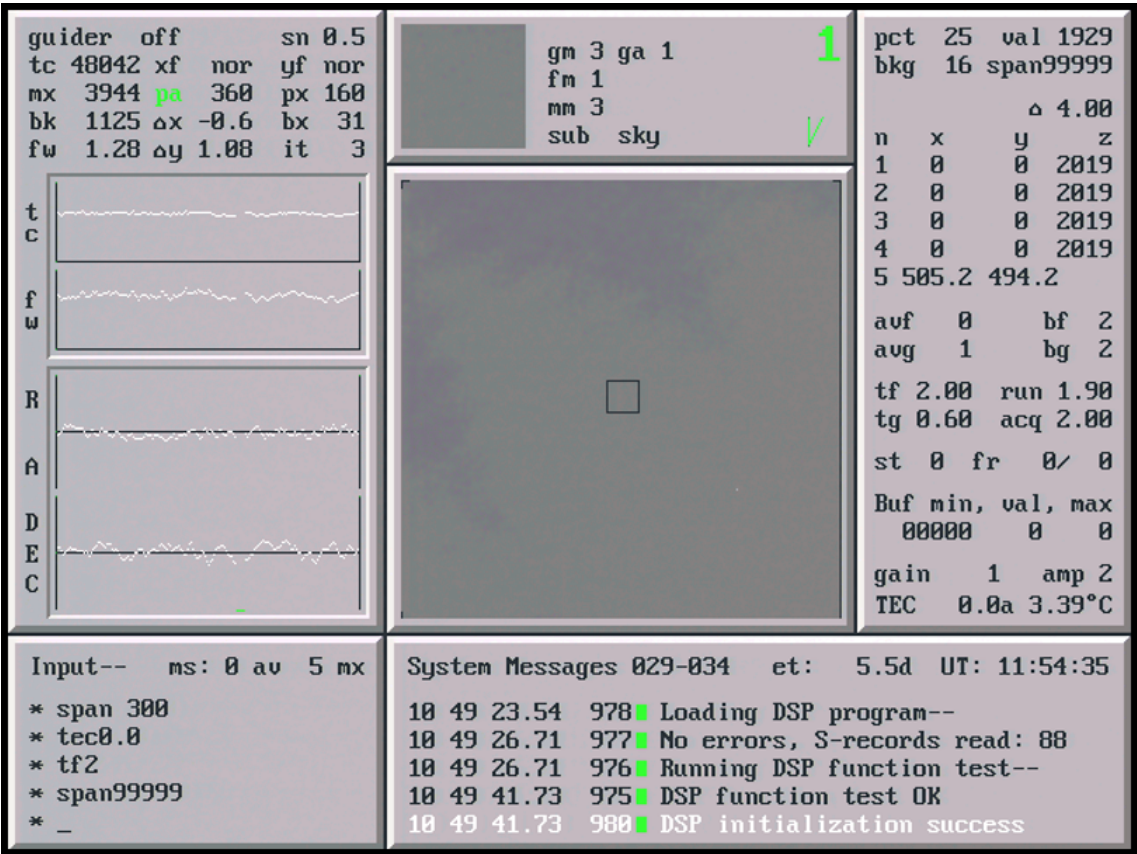 guider off sn 0.5
tc 48042 xf nor yf nor
mx 3944 pa 360 px 160
bk 1125 △x -0.6 bx 31
fw 1.28 △y 1.08 it 3
tc
fw
RA
DEC
gm 3 ga 1
1
fm 1
mm 3
sub sky
pct 25 val 1929
bkg 16 span99999
△ 4.00
n x y z
1 0 0 2019
2 0 0 2019
3 0 0 2019
4 0 0 2019
5 505.2 494.2
avf 0 bf 2
avg 1 bg 2
tf 2.00 run 1.90
tg 0.60 acq 2.00
st 0 fr 0/ 0
Buf min, val, max
00000 0 0
gain 1 amp 2
TEC 0.0a 3.39°C
Input-- ms: 0 av 5 mx
* span 300
* tec0.0
* tf2
* span99999
* _
System Messages 029-034 et: 5.5d UT: 11:54:35
10 49 23.54 978 Loading DSP program--
10 49 26.71 977 No errors, S-records read: 88
10 49 26.71 976 Running DSP function test--
10 49 41.73 975 DSP function test OK
10 49 41.73 980 DSP initialization success